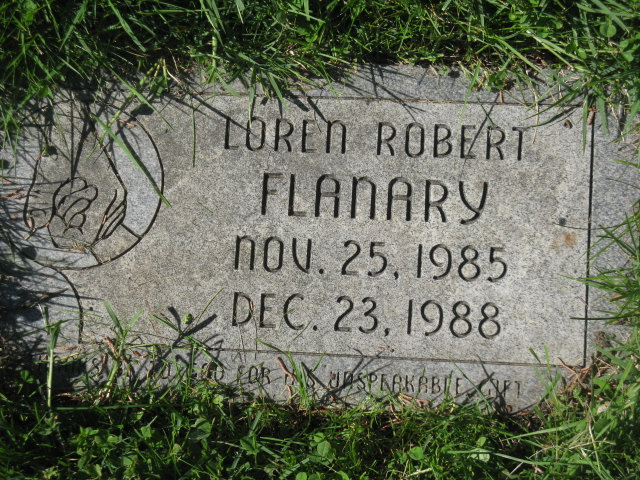 LOREN ROBERT
FLANARY
NOV. 25, 1985
DEC. 23, 1988
FOR HIS UNSPEAKABLE GIFT